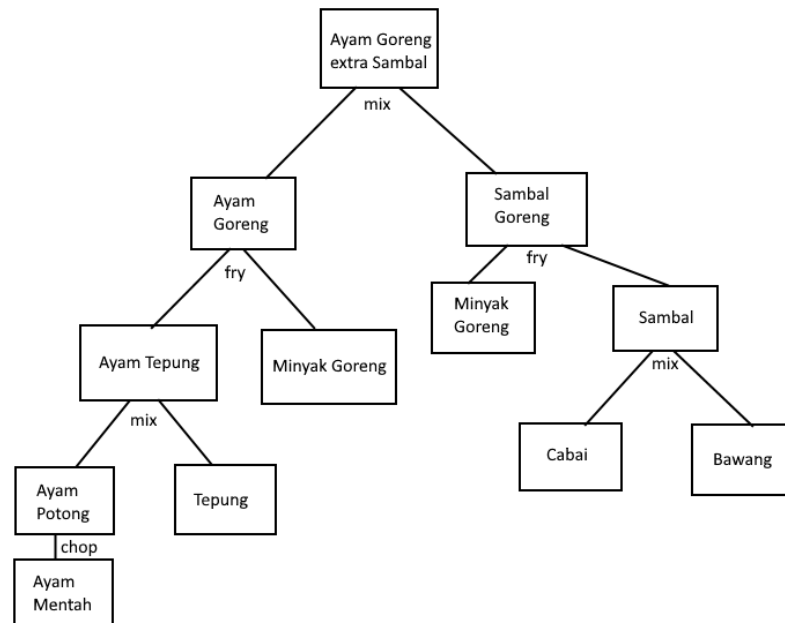 Ayam Goreng
extra Sambal
mix
Ayam
Goreng
Sambal
Goreng
fry
fry
Minyak
Goreng
Sambal
Ayam Tepung
Minyak Goreng
mix
mix
Cabai
Bawang
Ayam
Potong
Tepung
chop
Ayam
Mentah